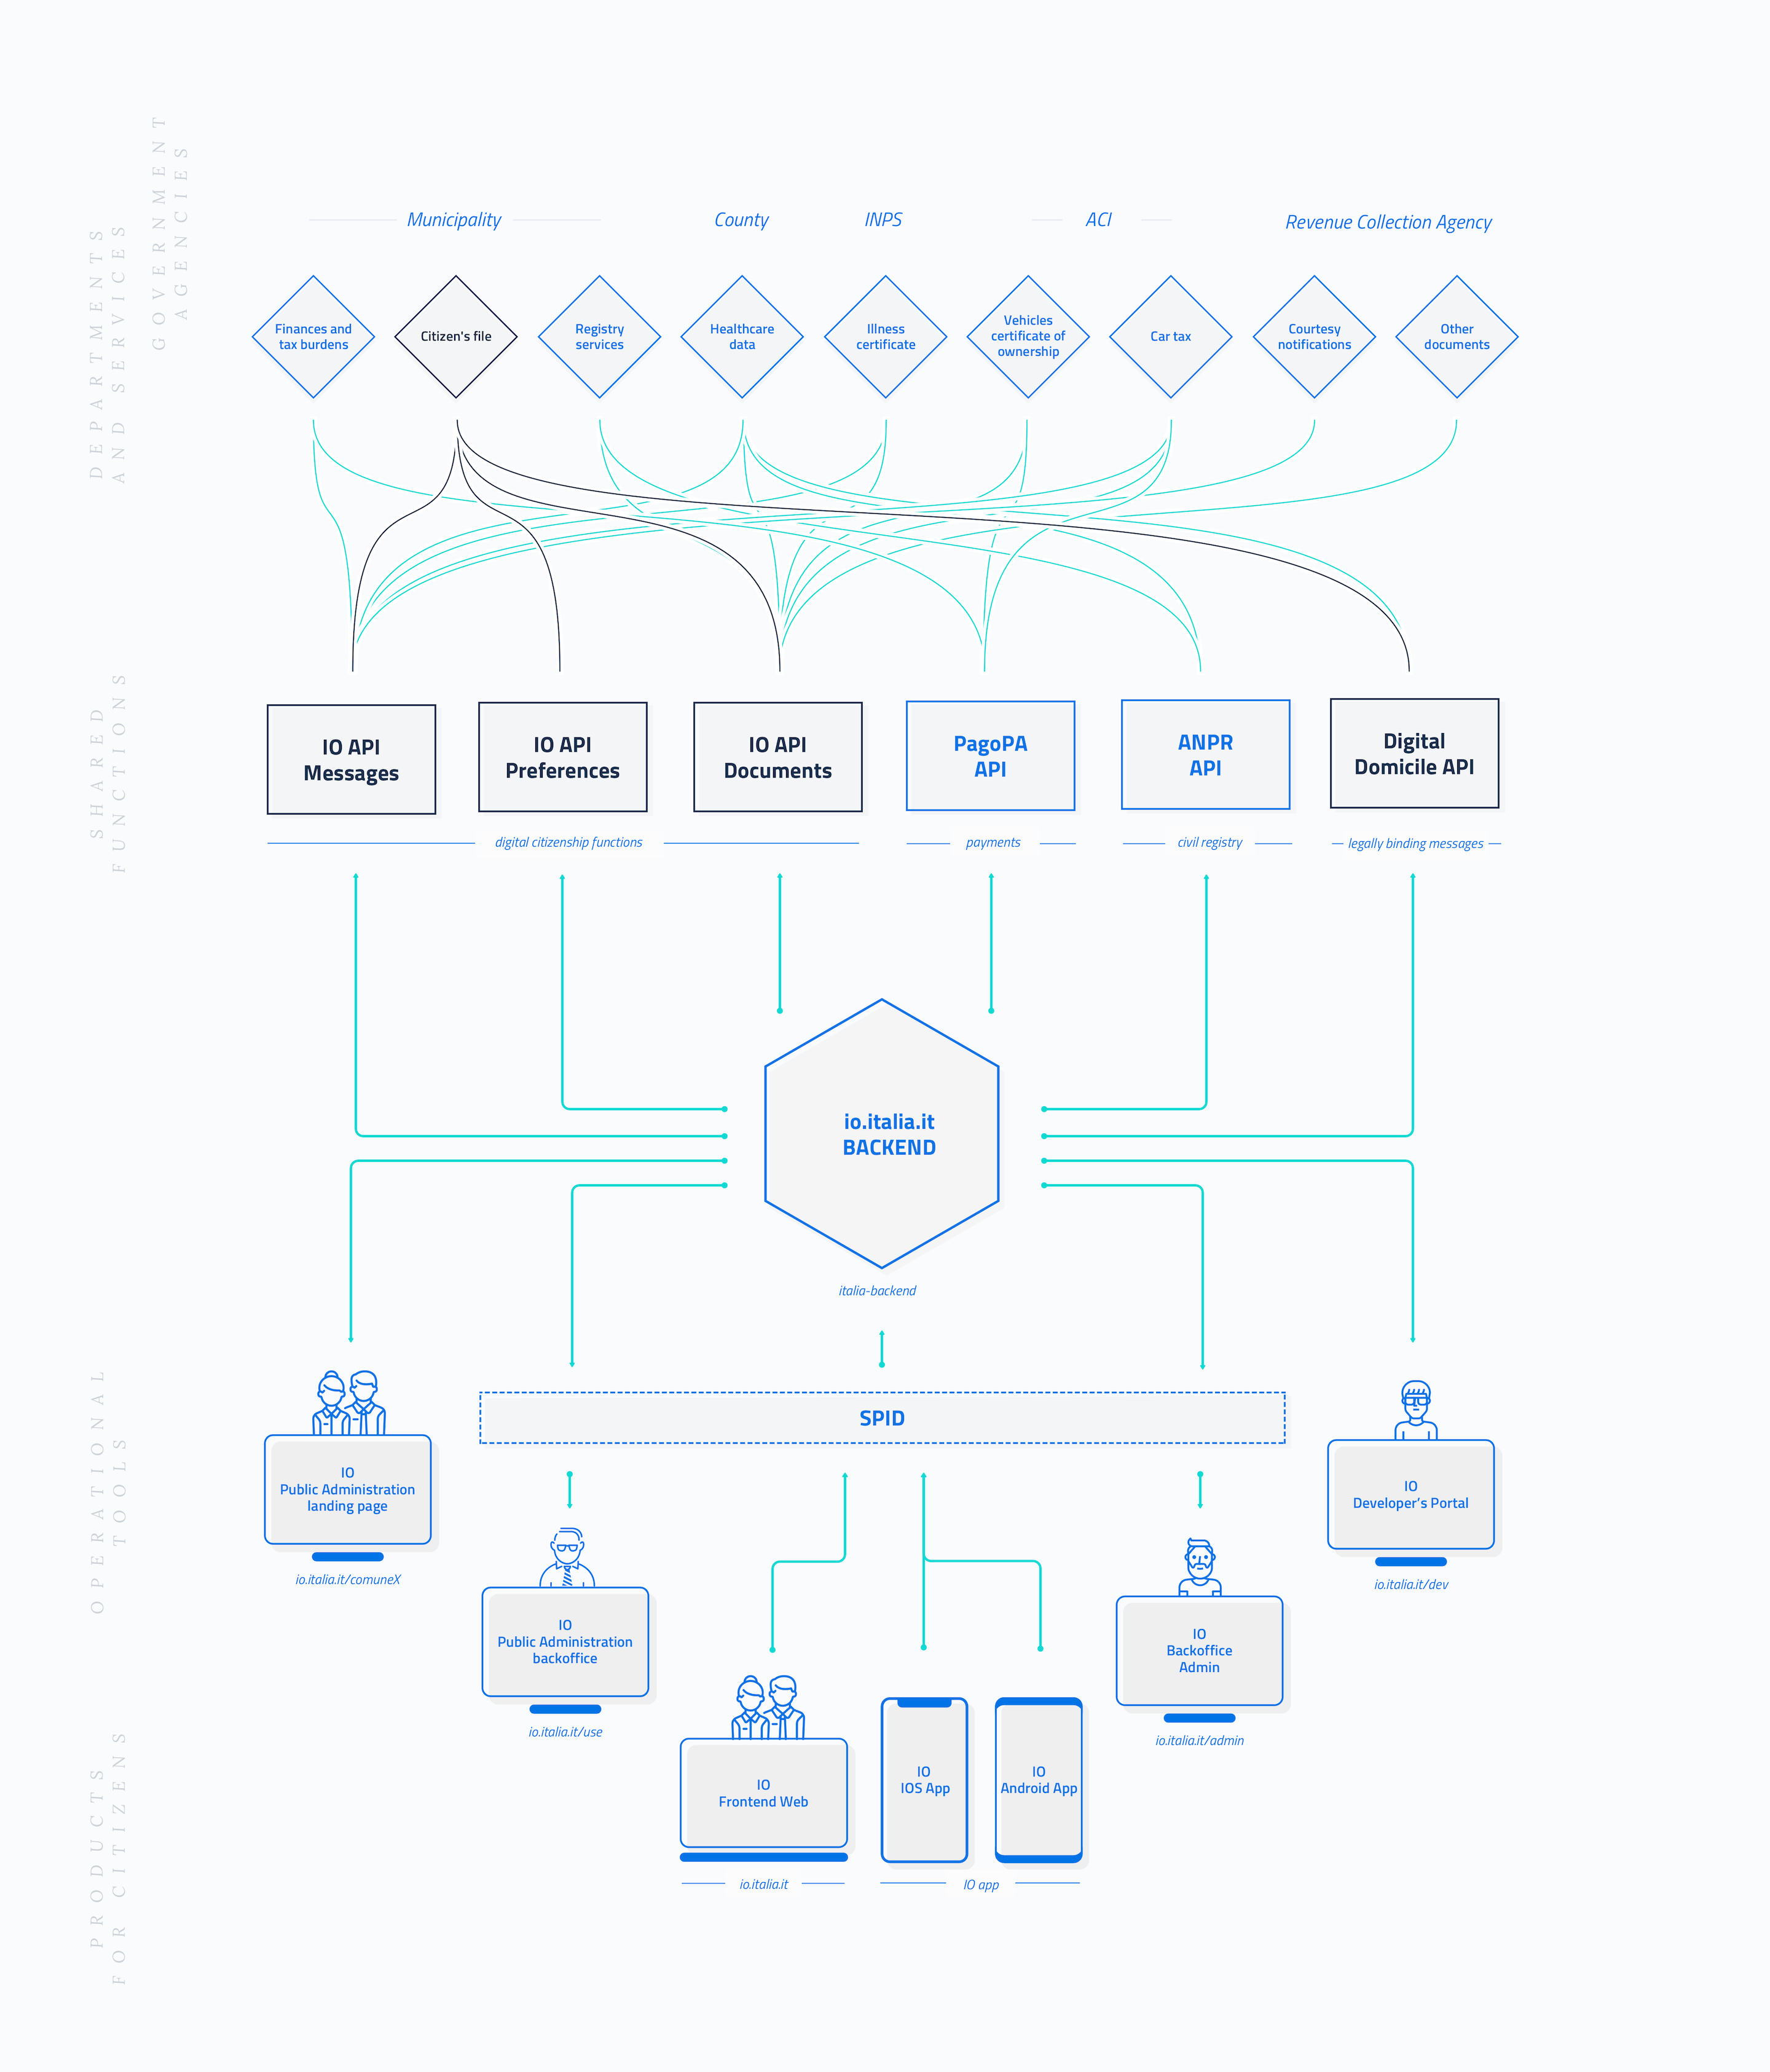 GOVERNMENT
AGENCIES
DEPARTMENTS
AND SERVICES
Municipality
County
INPS
ACI
Revenue Collection Agency
Finances and
tax burdens
Citizen's file
Registry
services
Healthcare
data
Illness
certificate
Vehicles
certificate of
ownership
Car tax
Courtesy
notifications
Other
documents
SHARED
FUNCTIONS
IO API
Messages
IO API
Preferences
IO API
Documents
PagoPA
API
ANPR
API
Digital
Domicile API
digital citizenship functions
payments
civil registry
legally binding messages
io.italia.it
BACKEND
italia-backend
OPERATIONAL
TOOLS
SPID
IO
Public Administration
landing page
io.italia.it/comuneX
IO
Developer’s Portal
io.italia.it/dev
IO
Public Administration
backoffice
io.italia.it/use
IO
Backoffice
Admin
io.italia.it/admin
PRODUCTS
FOR CITIZENS
IO
Frontend Web
io.italia.it
IO
IOS App
IO
Android App
IO app